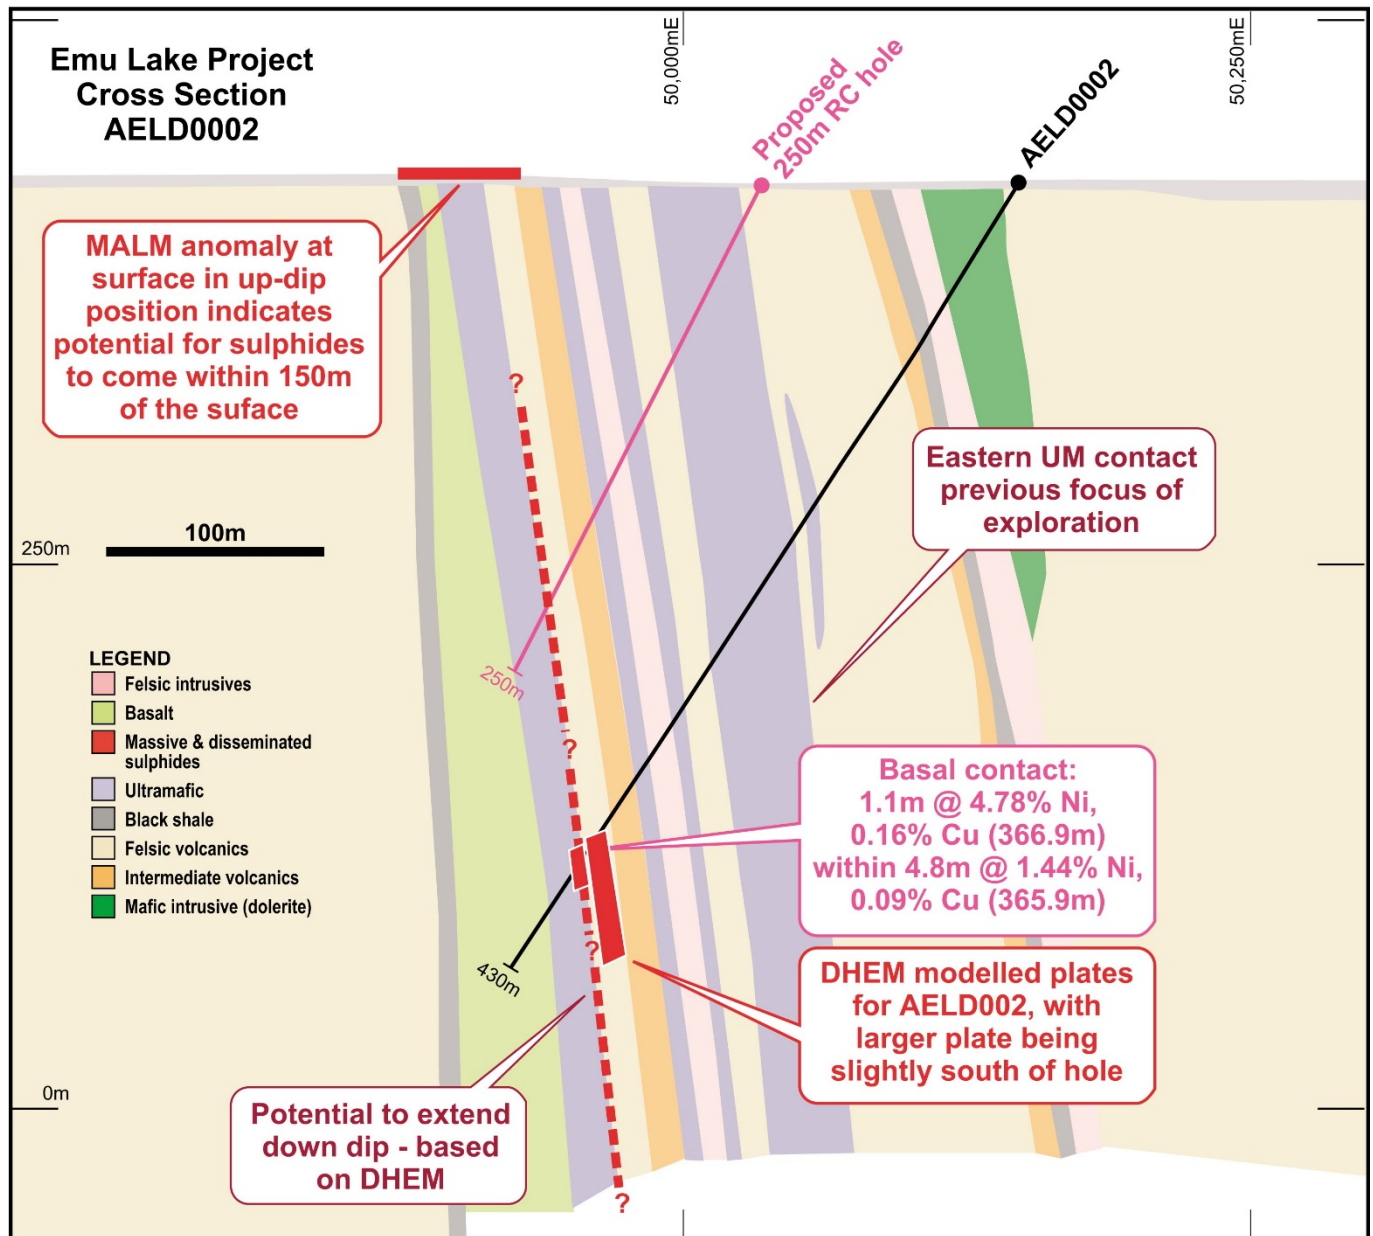 Emu Lake Project
Cross Section
AELD0002
50,000mE
50,250mE
Proposed
250m RC hole
AELD0002
MALM anomaly at
surface in up-dip
position indicates
potential for sulphides
to come within 150m
of the suface
?
Eastern UM contact
previous focus of
exploration
100m
250m
250m
LEGEND
Felsic intrusives
Basalt
Massive & disseminated
sulphides
Ultramafic
Black shale
Felsic volcanics
Intermediate volcanics
Mafic intrusive (dolerite)
?
Basal contact:
1.1m @ 4.78% Ni,
0.16% Cu (366.9m)
within 4.8m @ 1.44% Ni,
0.09% Cu (365.9m)
?
430m
DHEM modelled plates
for AELD002, with
larger plate being
slightly south of hole
0m
Potential to extend
down dip - based
on DHEM
?